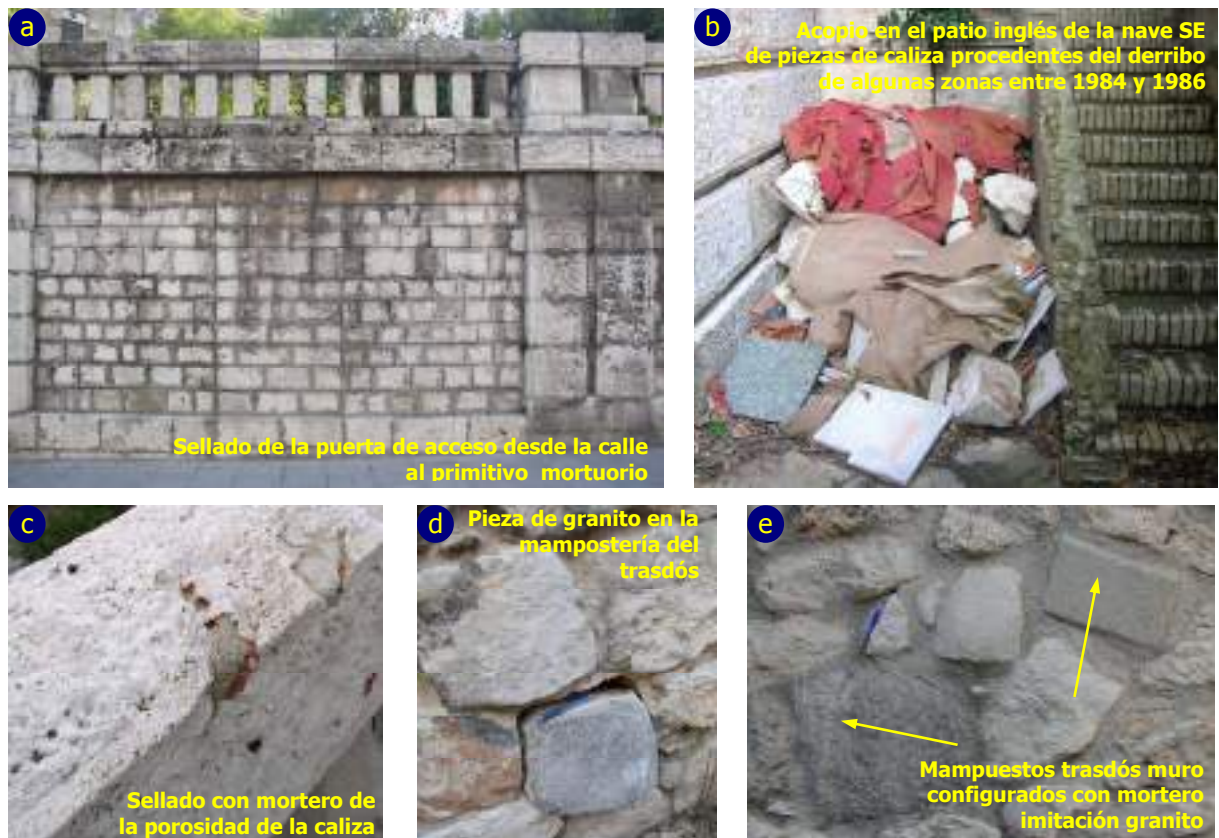 a
Sellado de la puerta de acceso desde la calle
al primitivo mortuorio
b
Acopio en el patio inglés de la nave SE
de piezas de caliza procedentes del derribo
de algunas zonas entre 1984 y 1986
c
Sellado con mortero de
la porosidad de la caliza
d
Pieza de granito en la
mampostería del
trasdós
e
Mampuestos trasdós muro
configurados con mortero
imitación granito